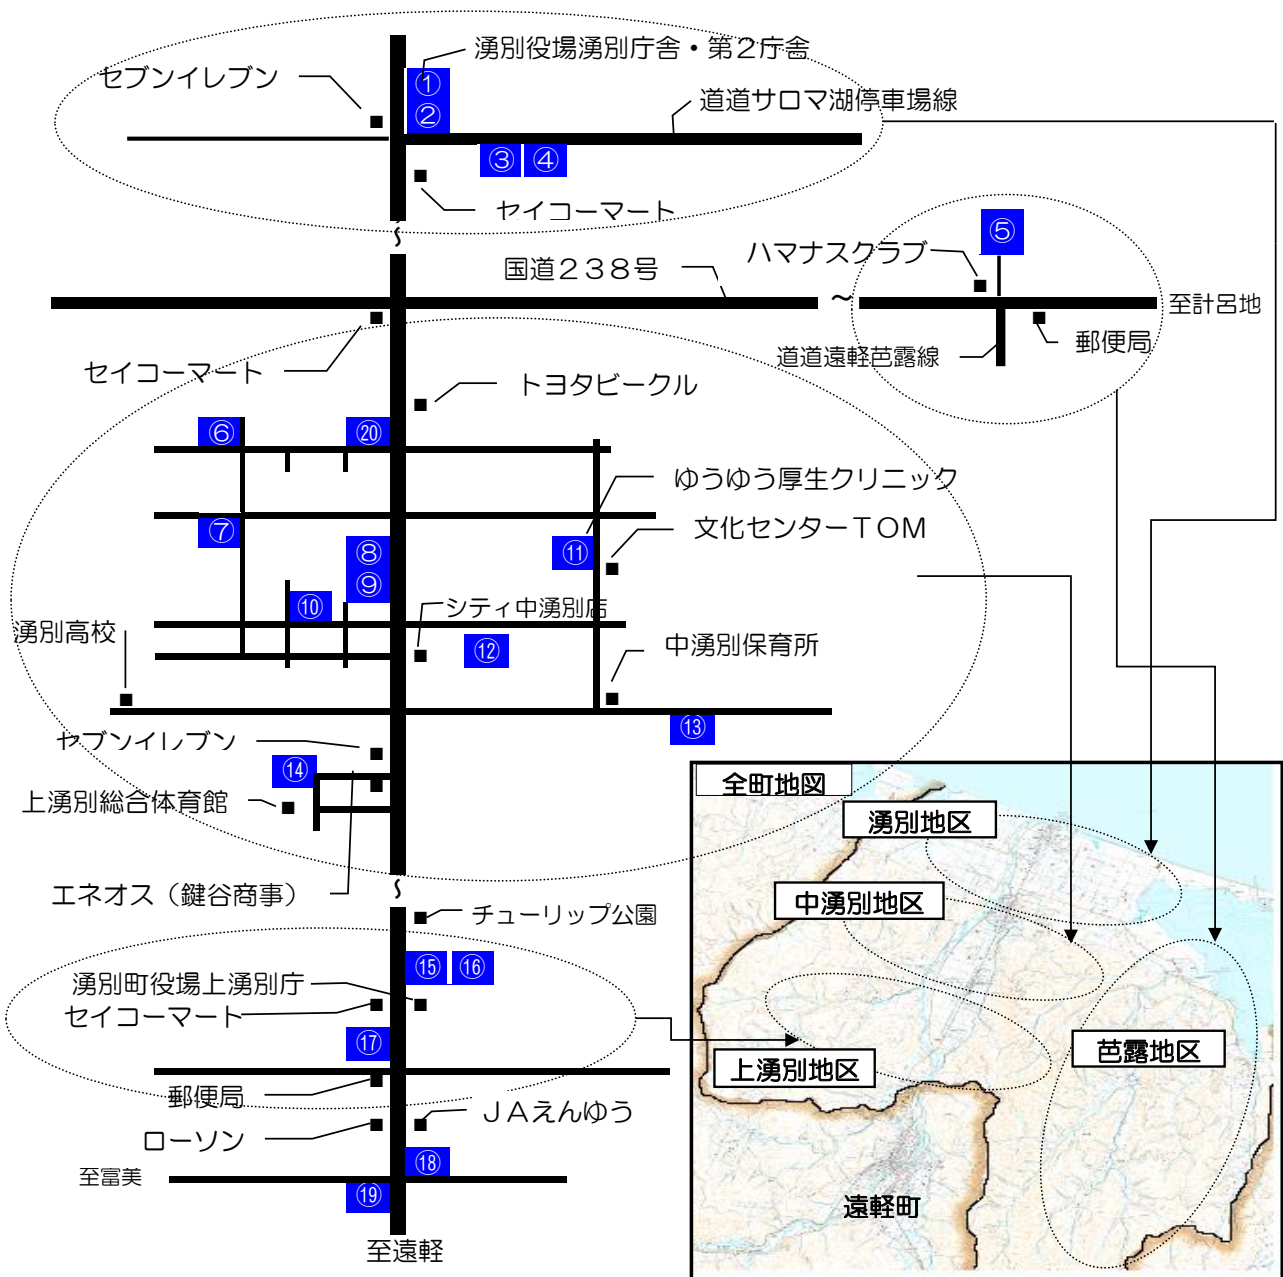 湧別役場湧別庁舎・第2庁舎
セブンイレブン
①
②
道道サロマ湖停車場線
③ ④
セイコーマート
⑤
ハマナスクラブ
国道238号
至計呂地
郵便局
道道遠軽芭露線
セイコーマート
トヨタビークル
⑥
⑳
ゆうゆう厚生クリニック
⑦
文化センターTOM
⑧
⑨
⑪
⑩
シティ中湧別店
湧別高校
⑫
中湧別保育所
⑬
セブンイレブン
⑭
上湧別総合体育館
エネオス(鍵谷商事)
チューリップ公園
⑮ ⑯
湧別町役場上湧別庁
セイコーマート
⑰
郵便局
JAえんゆう
ローソン
⑱
至富美
⑲
至遠軽
全町地図
湧別地区
中湧別地区
上湧別地区
芭露地区
遠軽町